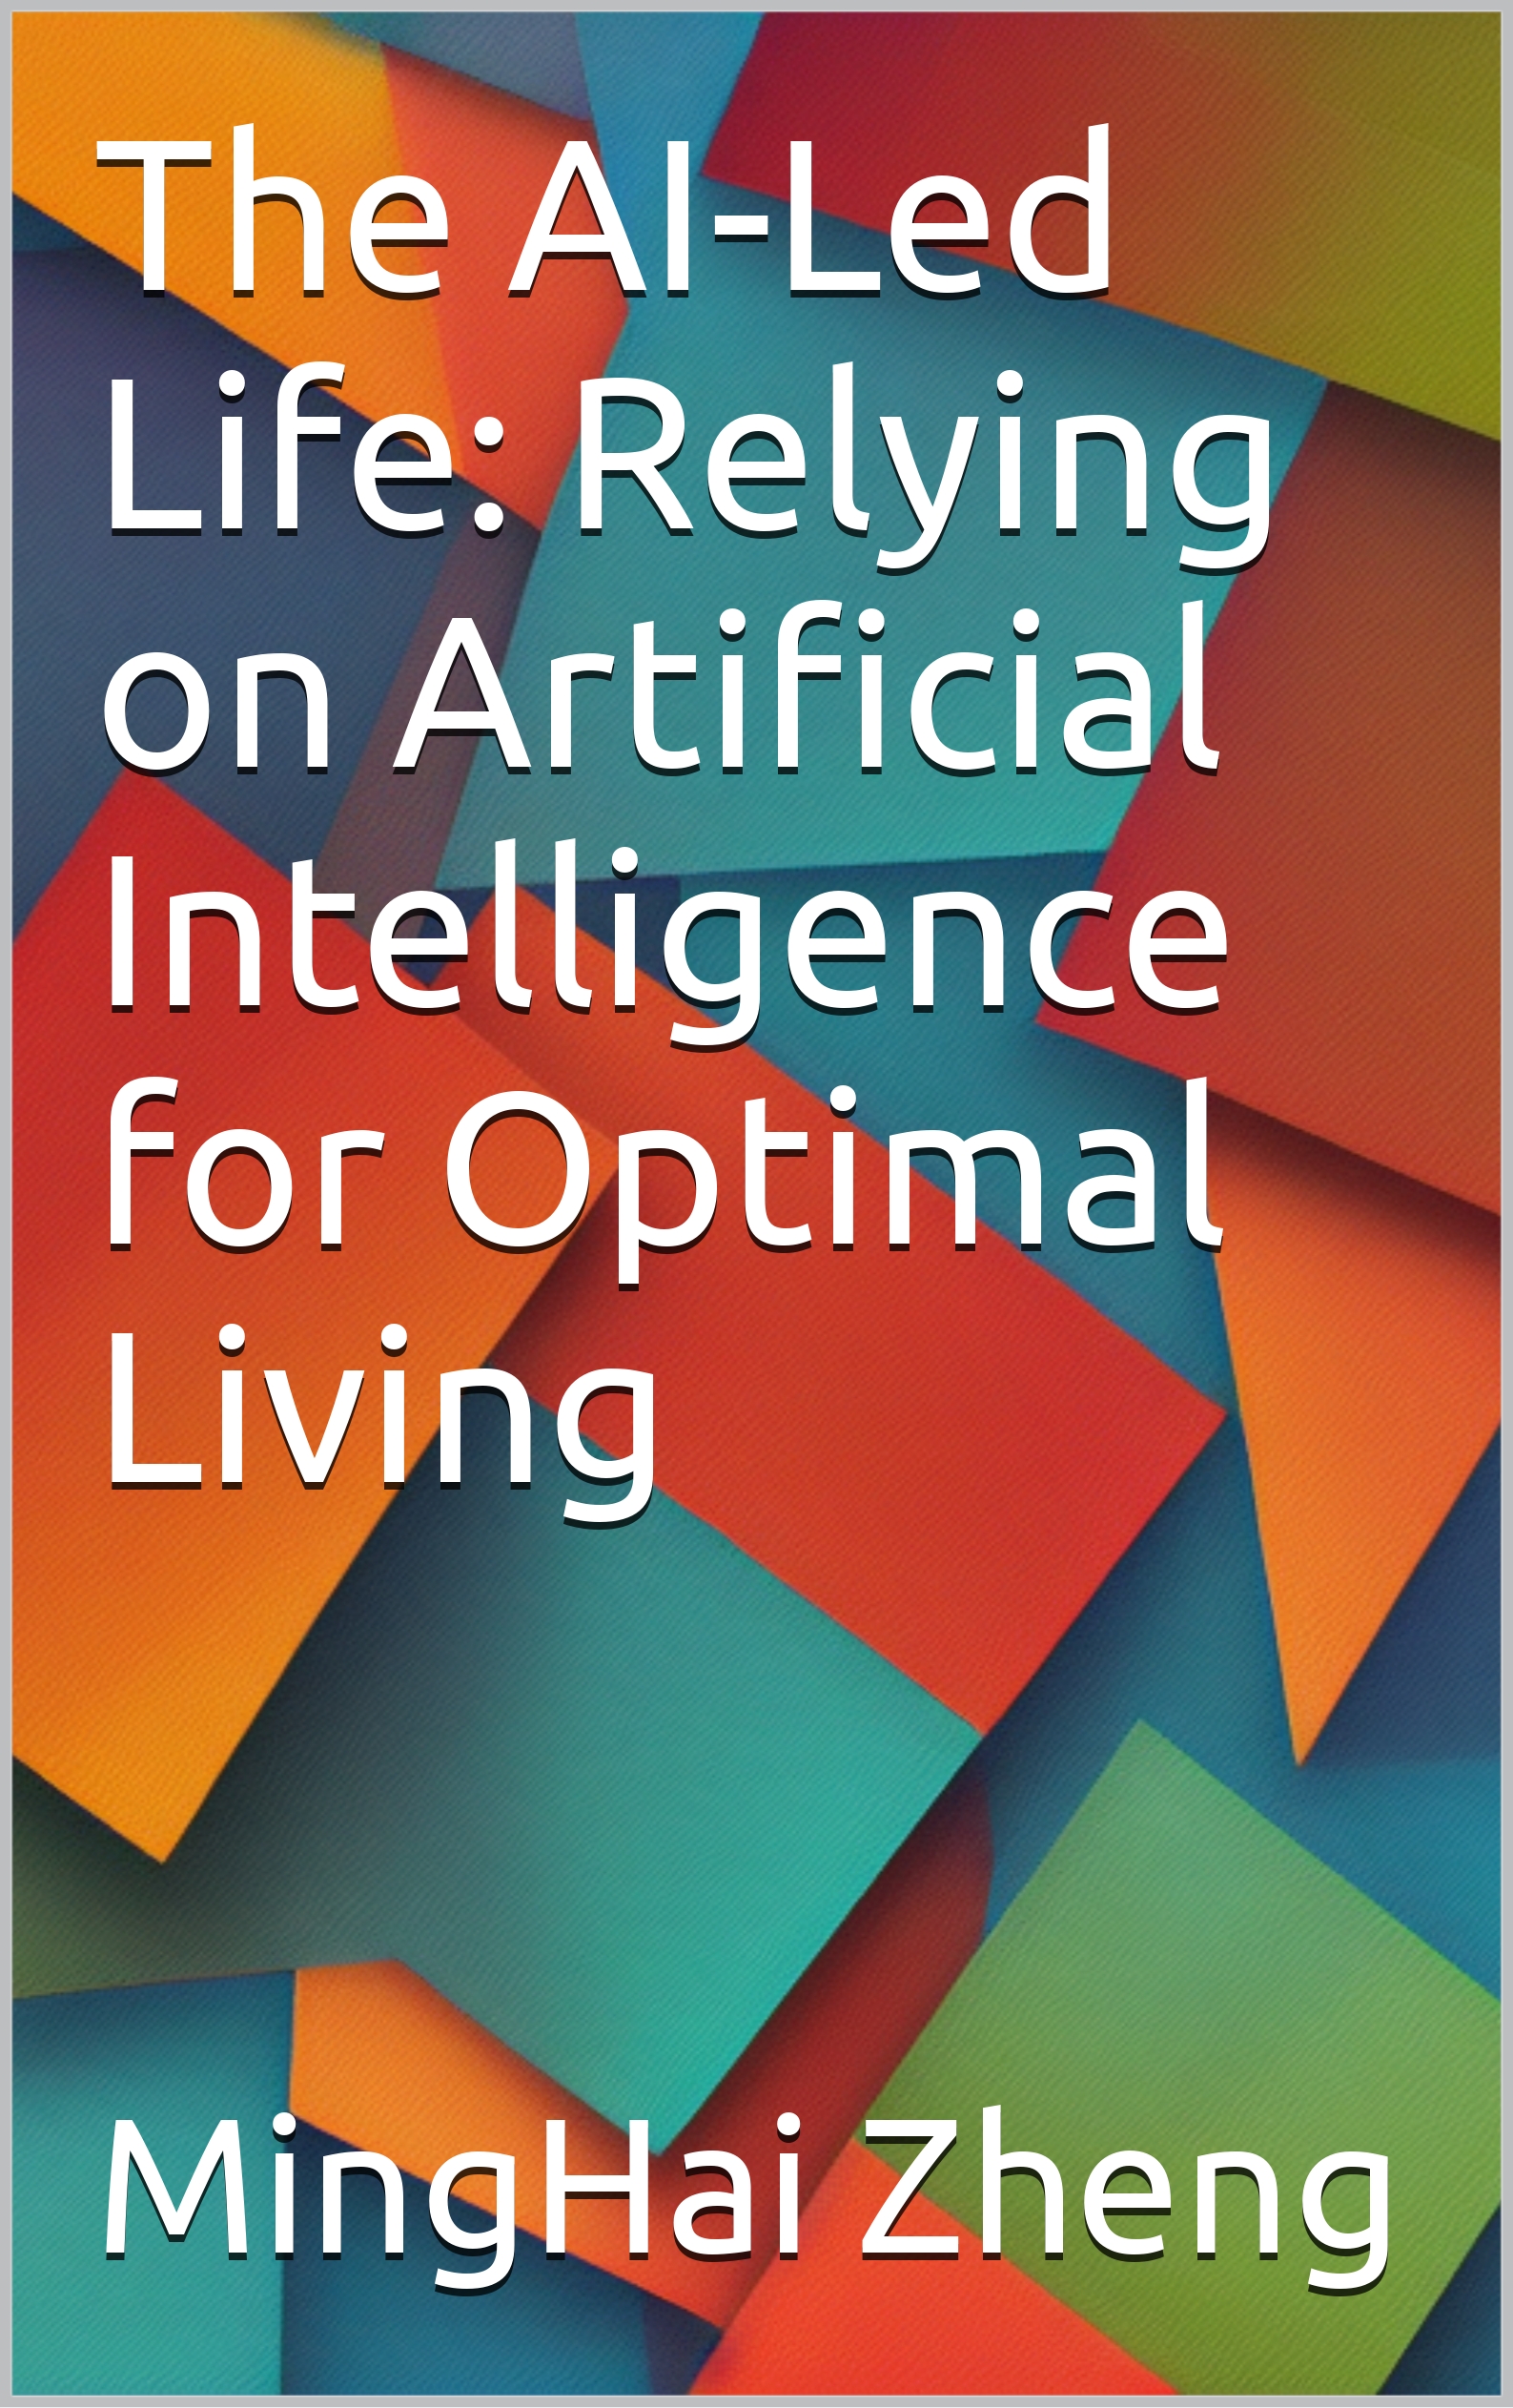 The AI-Led
Life: Relying
on Artificial
Intelligence
for Optimal
Living
MingHai Zheng